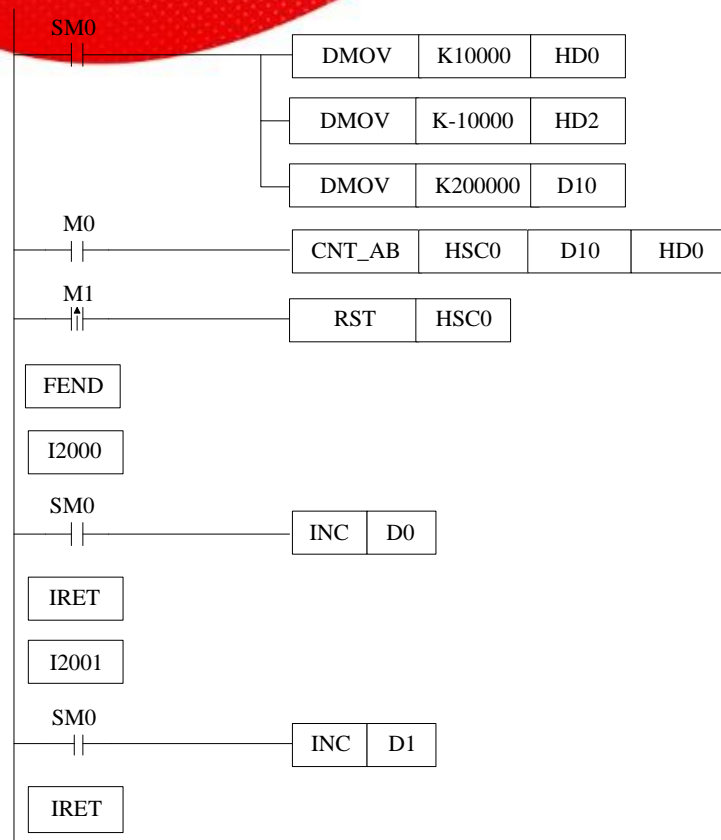 SM0
DMOV K10000 HD0
DMOV K-10000 HD2
DMOV K200000 D10
M0
CNT_AB HSC0 D10 HD0
M1
RST HSC0
FEND
I2000
SM0
INC D0
IRET
I2001
SM0
INC D1
IRET